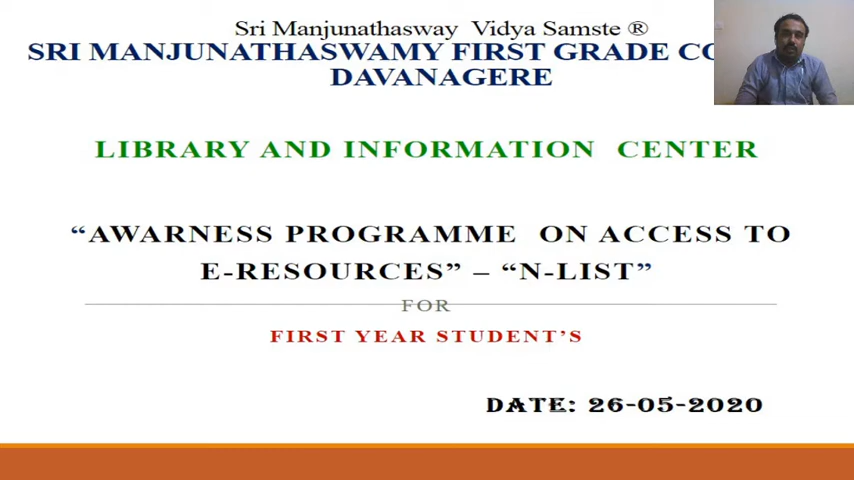 Sri Manjunathasway Vidya Samste ®
SRI MANJUNATHASWAMY FIRST GRADE
DAVANAGERE
LIBRARY AND INFORMATION CENTER
“AWARNESS PROGRAMME ON ACCESS TO
E-RESOURCES” – “N-LIST”
FOR
FIRST YEAR STUDENT’S
DATE: 26-05-2020